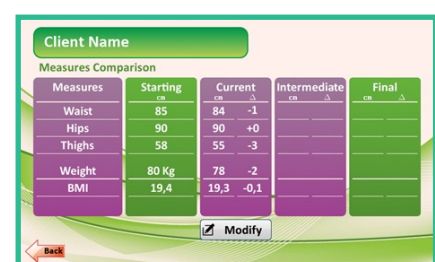 Client Name
Measures Comparison
Measures Starting Current Intermediate Final
cm cm Δ cm Δ cm Δ
Waist 85 84 -1
Hips 90 90 +0
Thighs 58 55 -3
Weight 80 Kg 78 -2
BMI 19,4 19,3 -0,1
Modify
Back